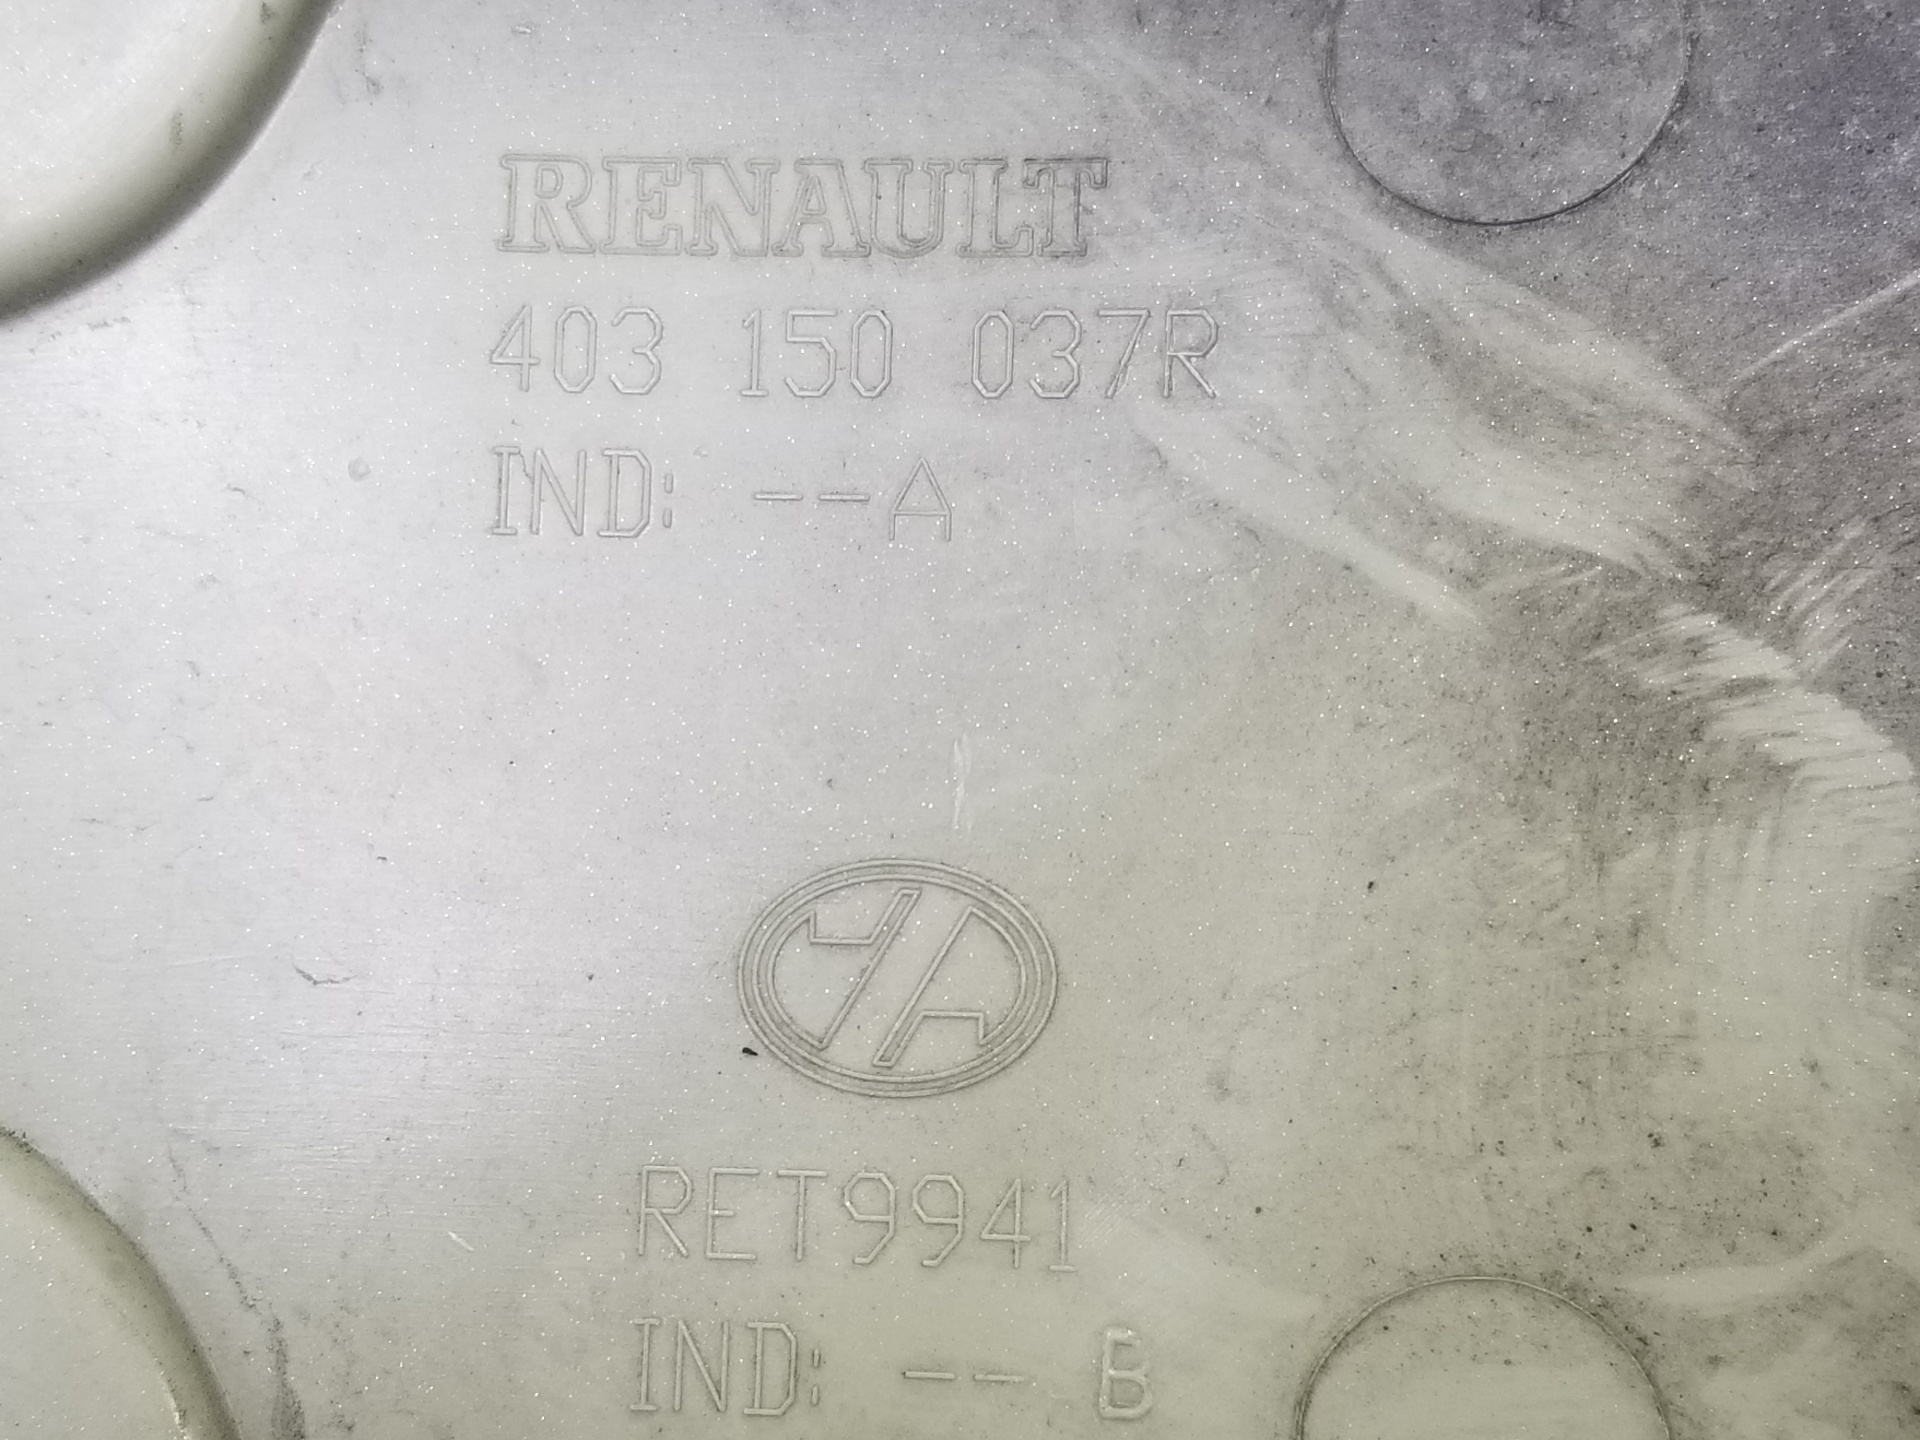 RENAULT
403 150 037R
IND: --A
RET9941
IND: -- B